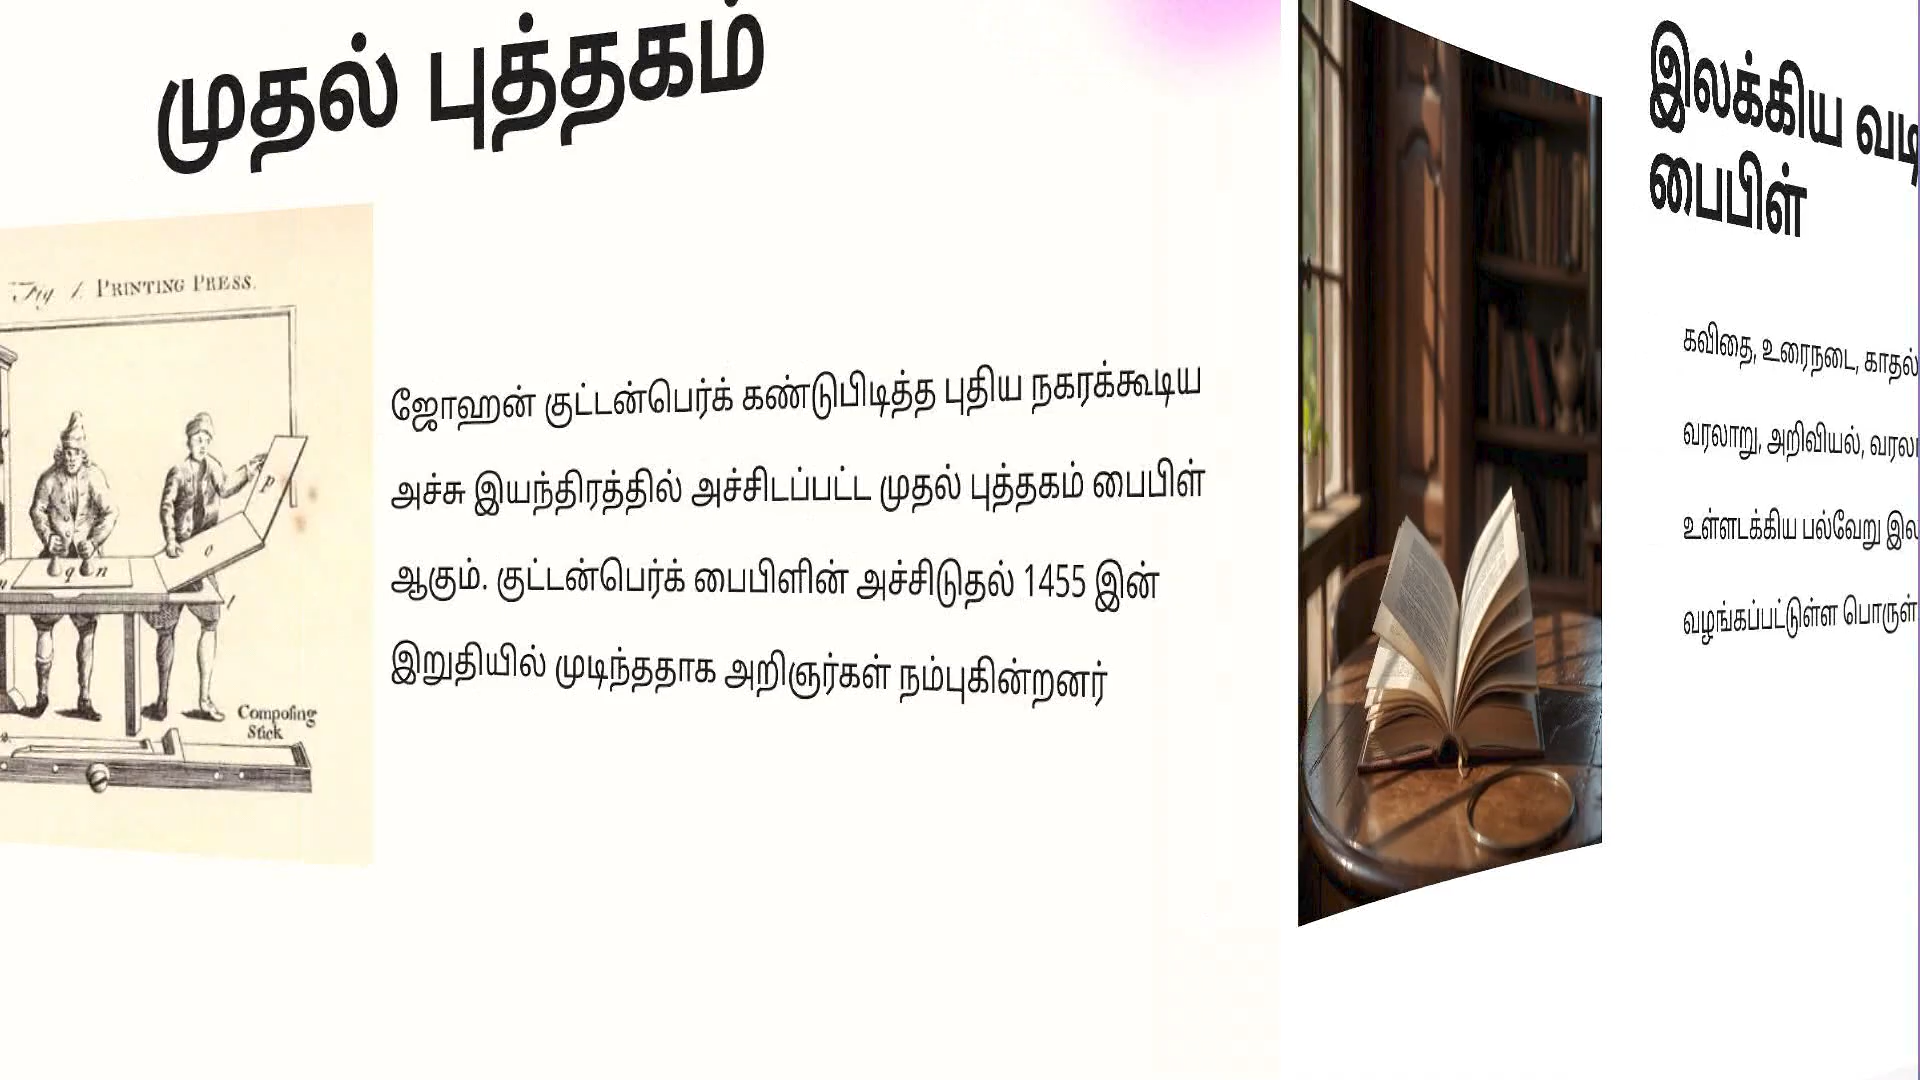 முதல் புத்தகம்
Fig 1. PRINTING PRESS.
p
o
q n
Composing
Stick
ஜோஹன் குட்டன்பெர்க் கண்டுபிடித்த புதிய நகரக்கூடிய
அச்சு இயந்திரத்தில் அச்சிடப்பட்ட முதல் புத்தகம் பைபிள்
ஆகும். குட்டன்பெர்க் பைபிளின் அச்சிடுதல் 1455 இன்
இறுதியில் முடிந்ததாக அறிஞர்கள் நம்புகின்றனர்
இலக்கிய
பைபிள்
கவிதை, உரைநடை, காதல்
வரலாறு, அறிவியல்,
உள்ளடக்கிய பல்வேறு
வழங்கப்பட்டுள்ள பொருள்